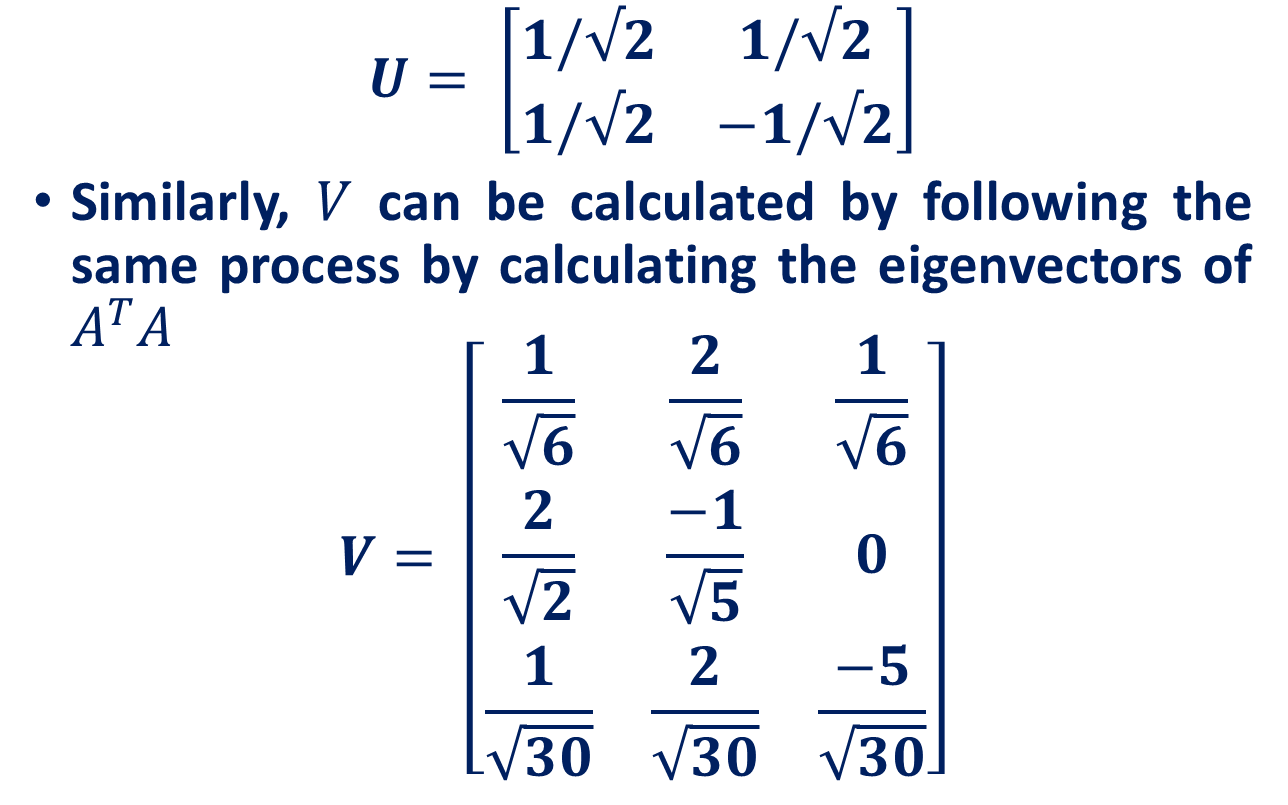 U = [1/√2 1/√2
1/√2 −1/√2]
• Similarly, V can be calculated by following the
same process by calculating the eigenvectors of
AᵀA
V = [1/√6 2/√6 1/√6
2/√2 −1/√5 0
1/√30 2/√30 −5/√30]